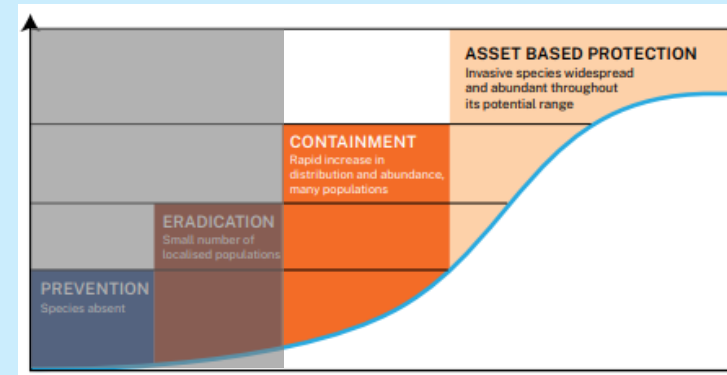 ASSET BASED PROTECTION
Invasive species widespread
and abundant throughout
its potential range
CONTAINMENT
Rapid increase in
distribution and abundance,
many populations
ERADICATION
Small number of
localised populations
PREVENTION
Species absent